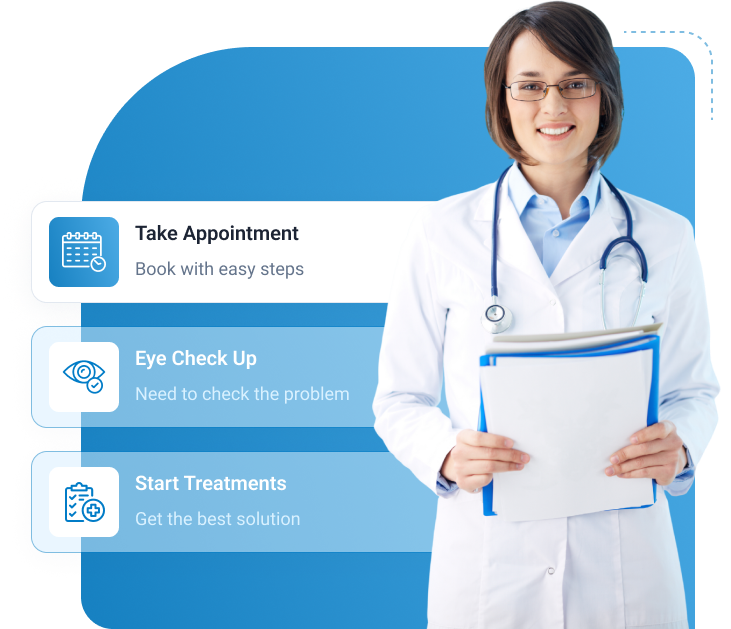 Take Appointment
Book with easy steps
Eye Check Up
Need to check the problem
Start Treatments
Get the best solution